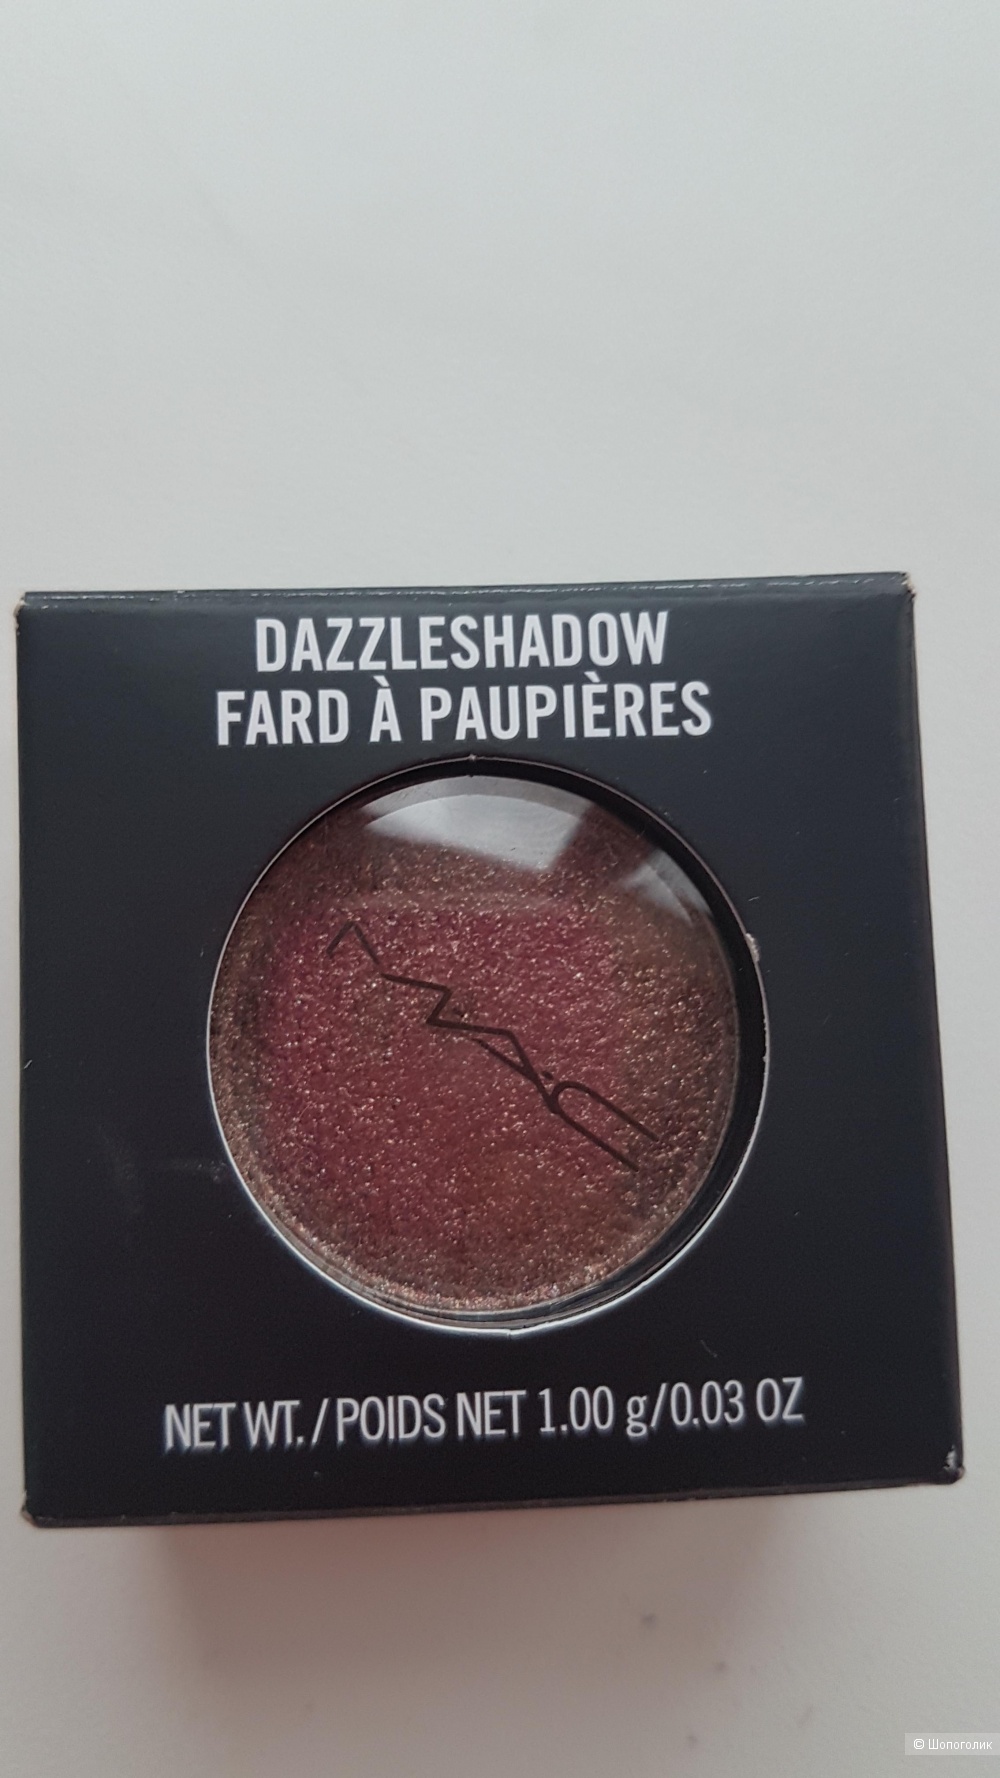 DAZZLESHADOW
FARD À PAUPIÈRES
MAC
NET WT./POIDS NET 1.00 g/0.03 OZ
© Шопоголик